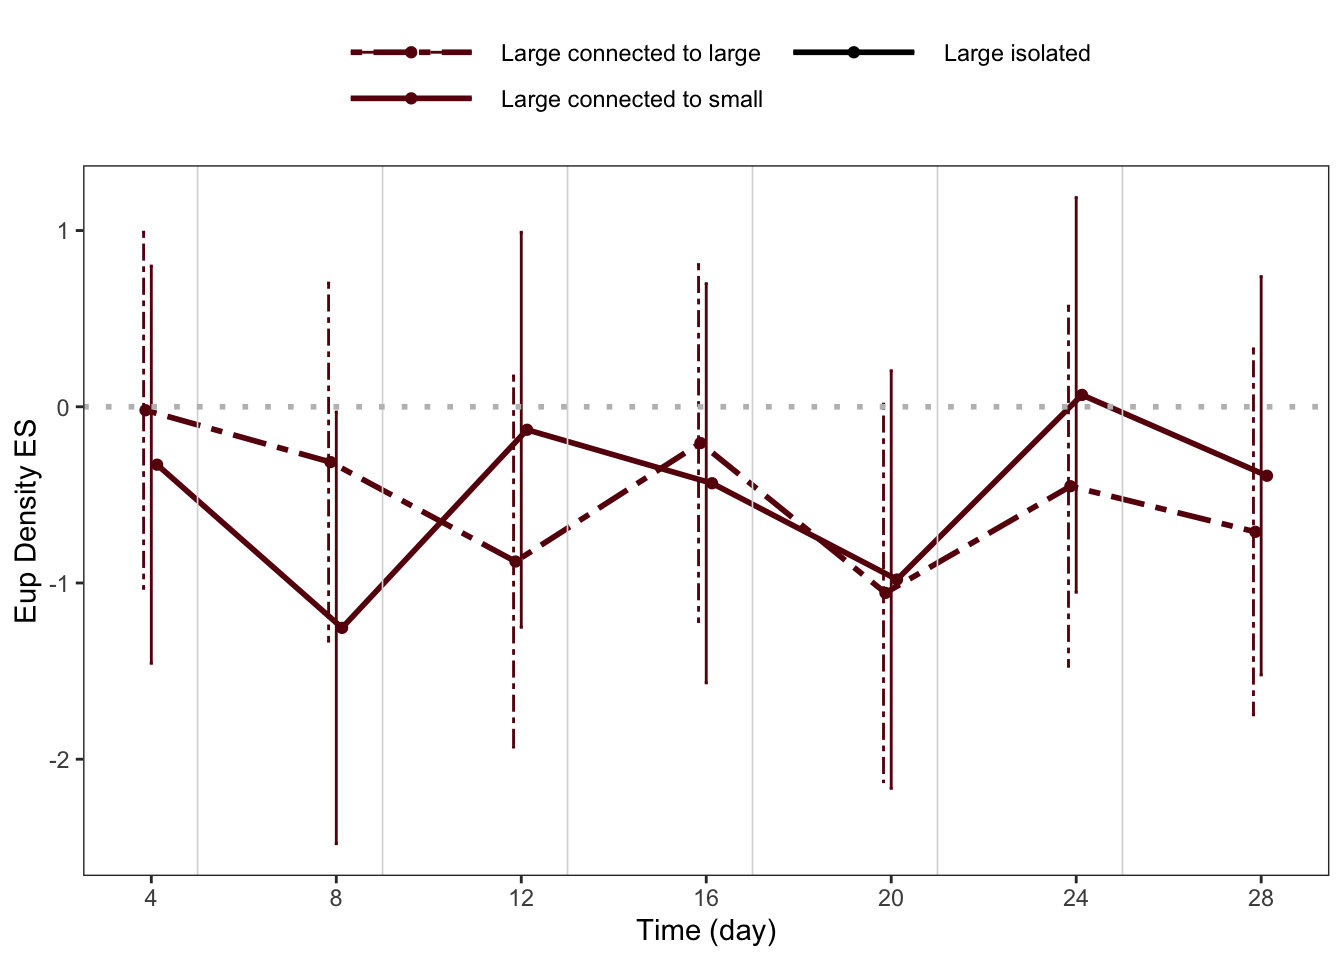 Large connected to large
Large isolated
Large connected to small
Eup Density ES
1
0
-1
-2
4 8 12 16 20 24 28
Time (day)